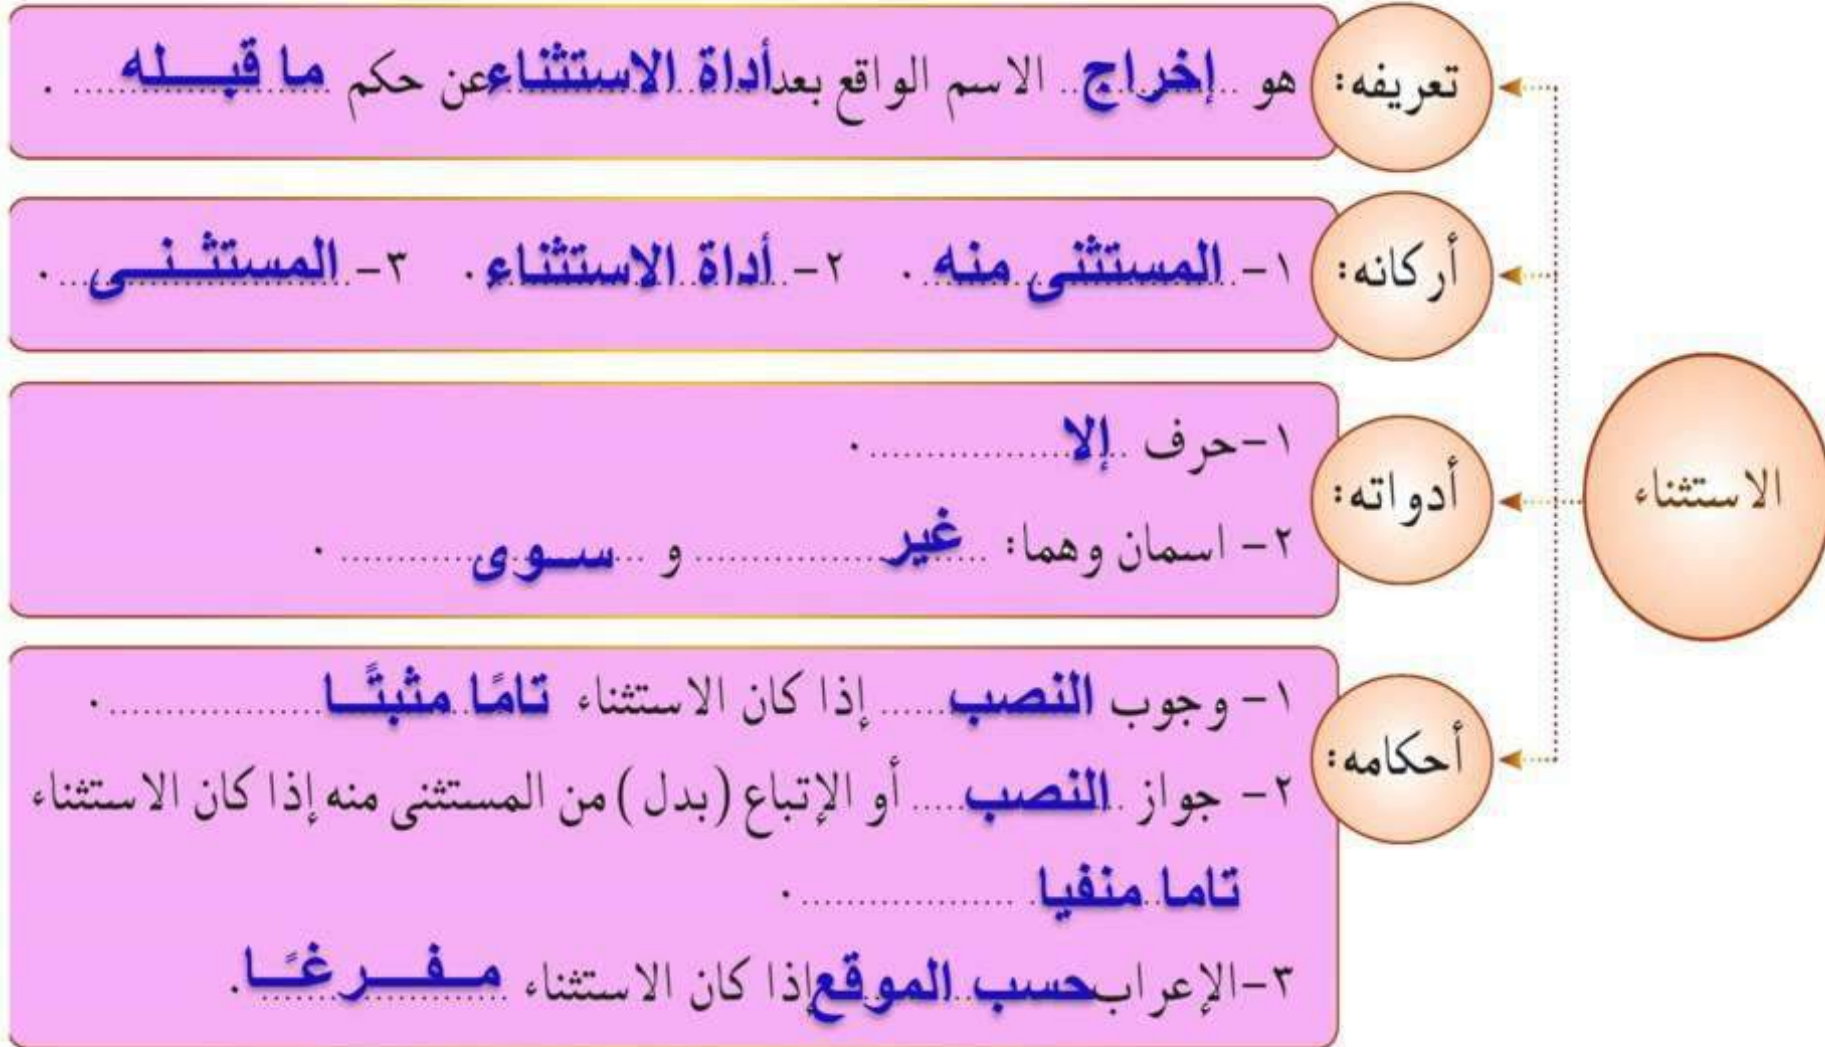 الاستثناء
تعريفه:
هو إخراج الاسم الواقع بعد أداة الاستثناء عن حكم ما قبله .
أركانه:
١- المستثنى منه . ٢- أداة الاستثناء . ٣- المستثنى .
أدواته:
١- حرف إلا .
٢- اسمان وهما: غير و سوى .
أحكامه:
١- وجوب النصب إذا كان الاستثناء تامًا مثبتًا .
٢- جواز النصب أو الإتباع (بدل) من المستثنى منه إذا كان الاستثناء
تاما منفيا .
٣- الإعراب حسب الموقع إذا كان الاستثناء مفرغًا .